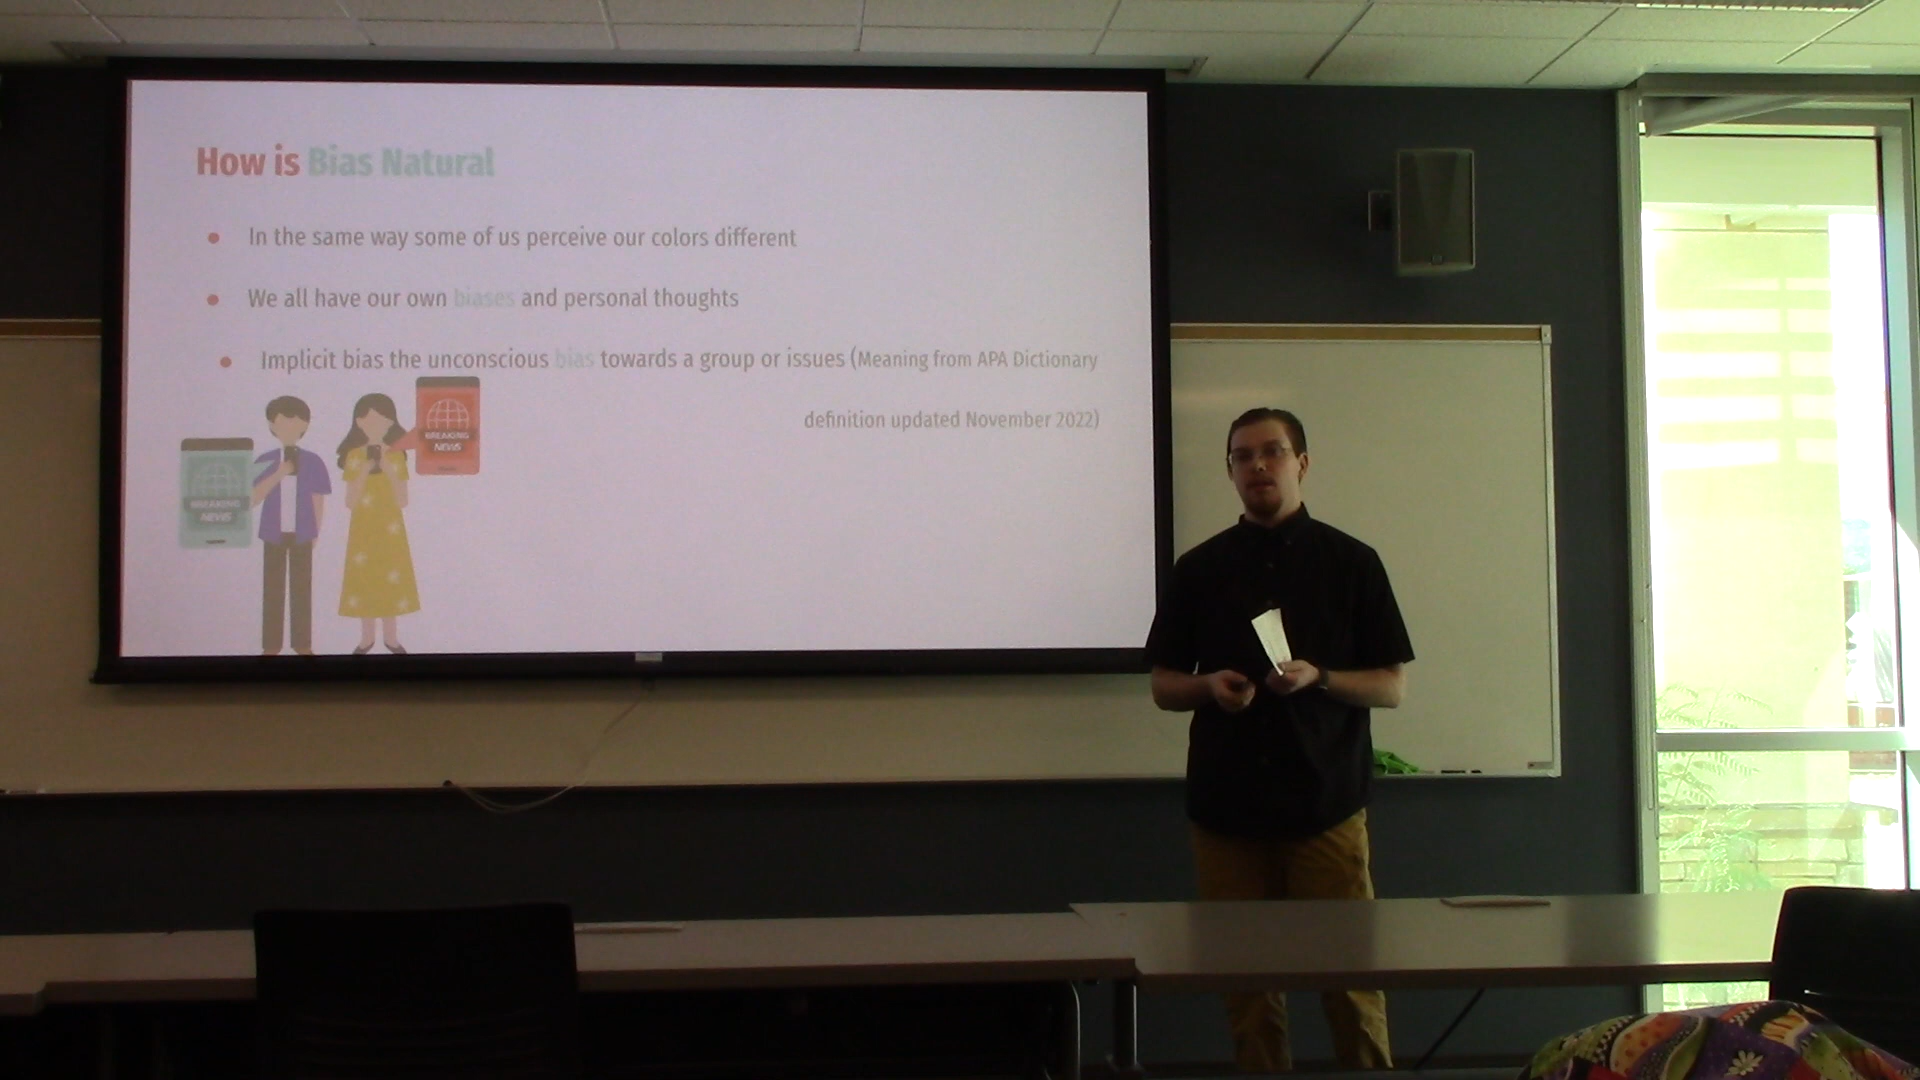 How is Bias Natural
In the same way some of us perceive our colors different
We all have our own biases and personal thoughts
Implicit bias the unconscious bias towards a group or issues (Meaning from APA Dictionary
definition updated November 2022)
BREAKING
NEWS
BREAKING
NEWS